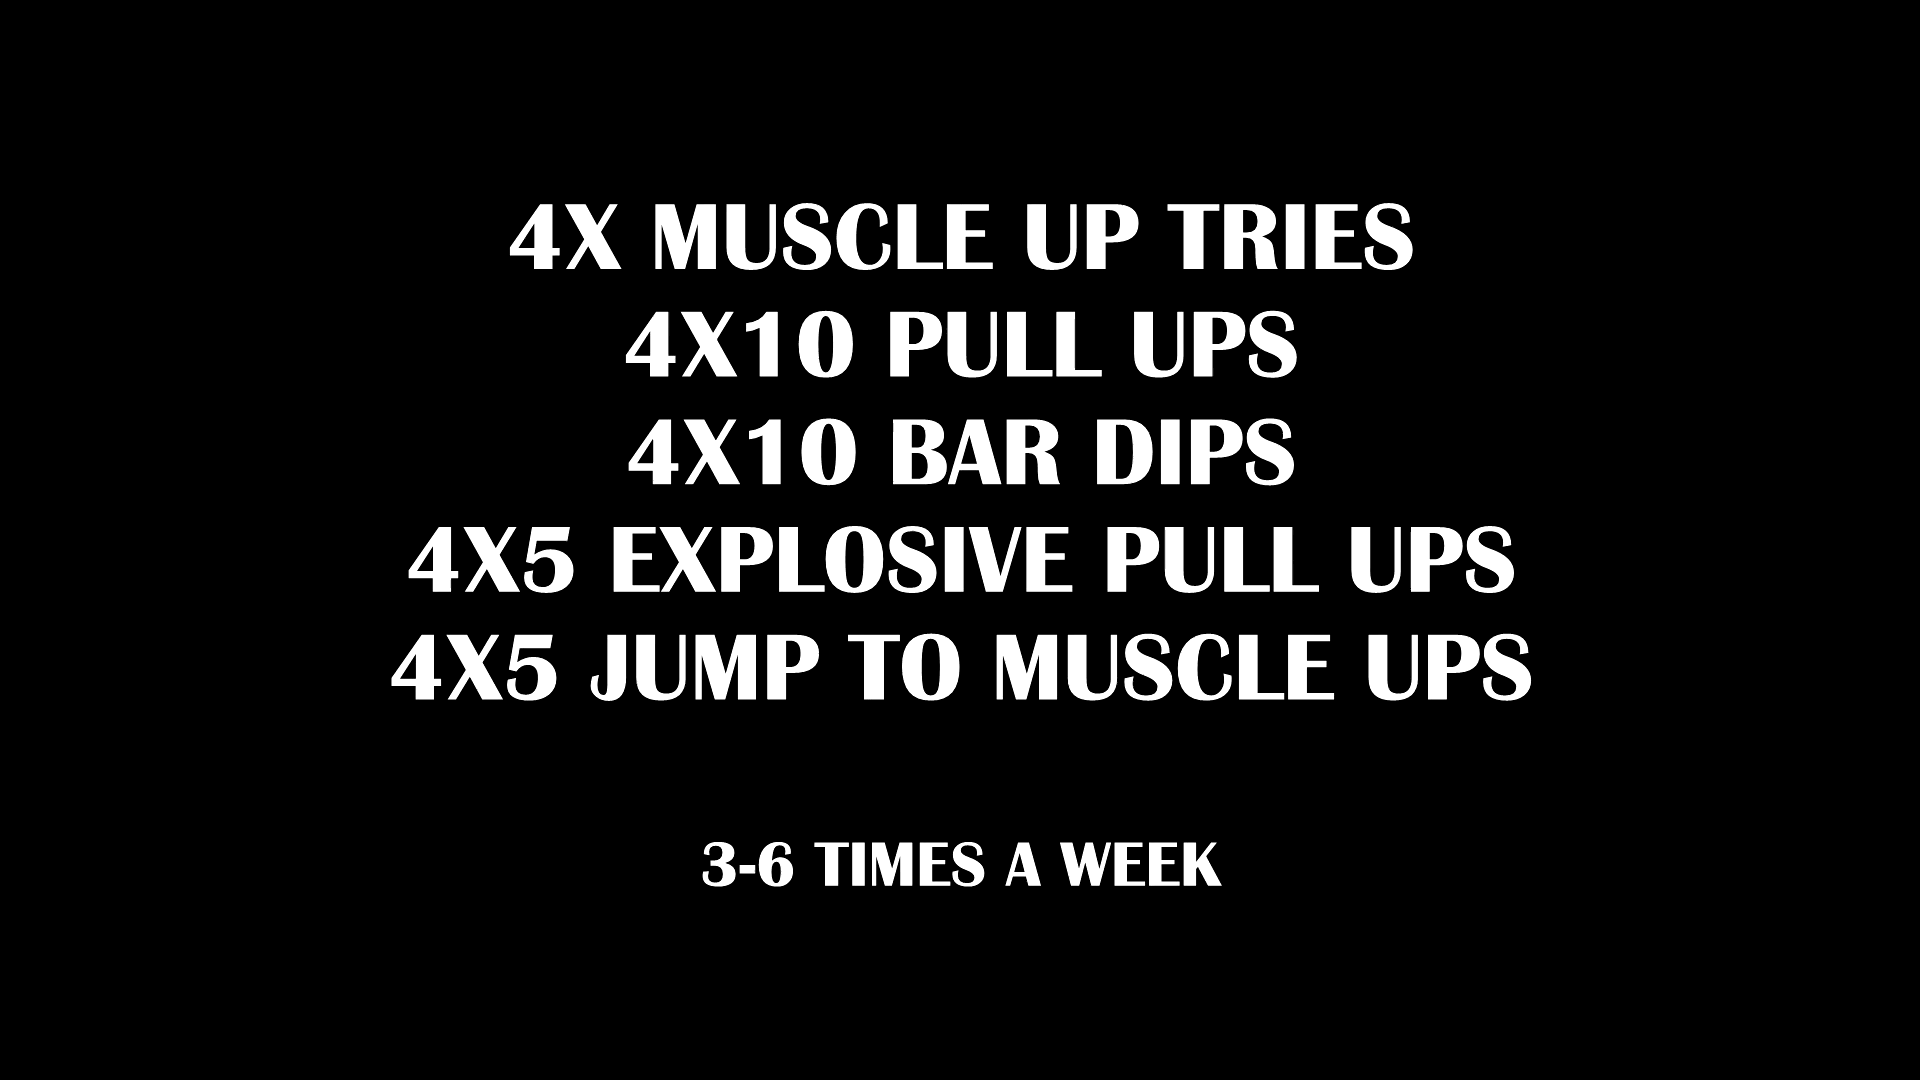 4X MUSCLE UP TRIES
4X10 PULL UPS
4X10 BAR DIPS
4X5 EXPLOSIVE PULL UPS
4X5 JUMP TO MUSCLE UPS
3-6 TIMES A WEEK